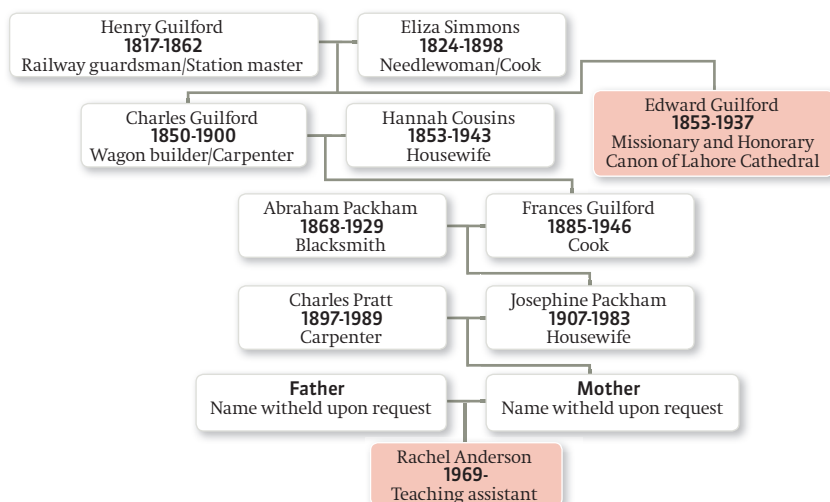 Henry Guilford
1817-1862
Railway guardsman/Station master
Eliza Simmons
1824-1898
Needlewoman/Cook
Charles Guilford
1850-1900
Wagon builder/Carpenter
Hannah Cousins
1853-1943
Housewife
Edward Guilford
1853-1937
Missionary and Honorary
Canon of Lahore Cathedral
Abraham Packham
1868-1929
Blacksmith
Frances Guilford
1885-1946
Cook
Charles Pratt
1897-1989
Carpenter
Josephine Packham
1907-1983
Housewife
Father
Name witheld upon request
Mother
Name witheld upon request
Rachel Anderson
1969-
Teaching assistant